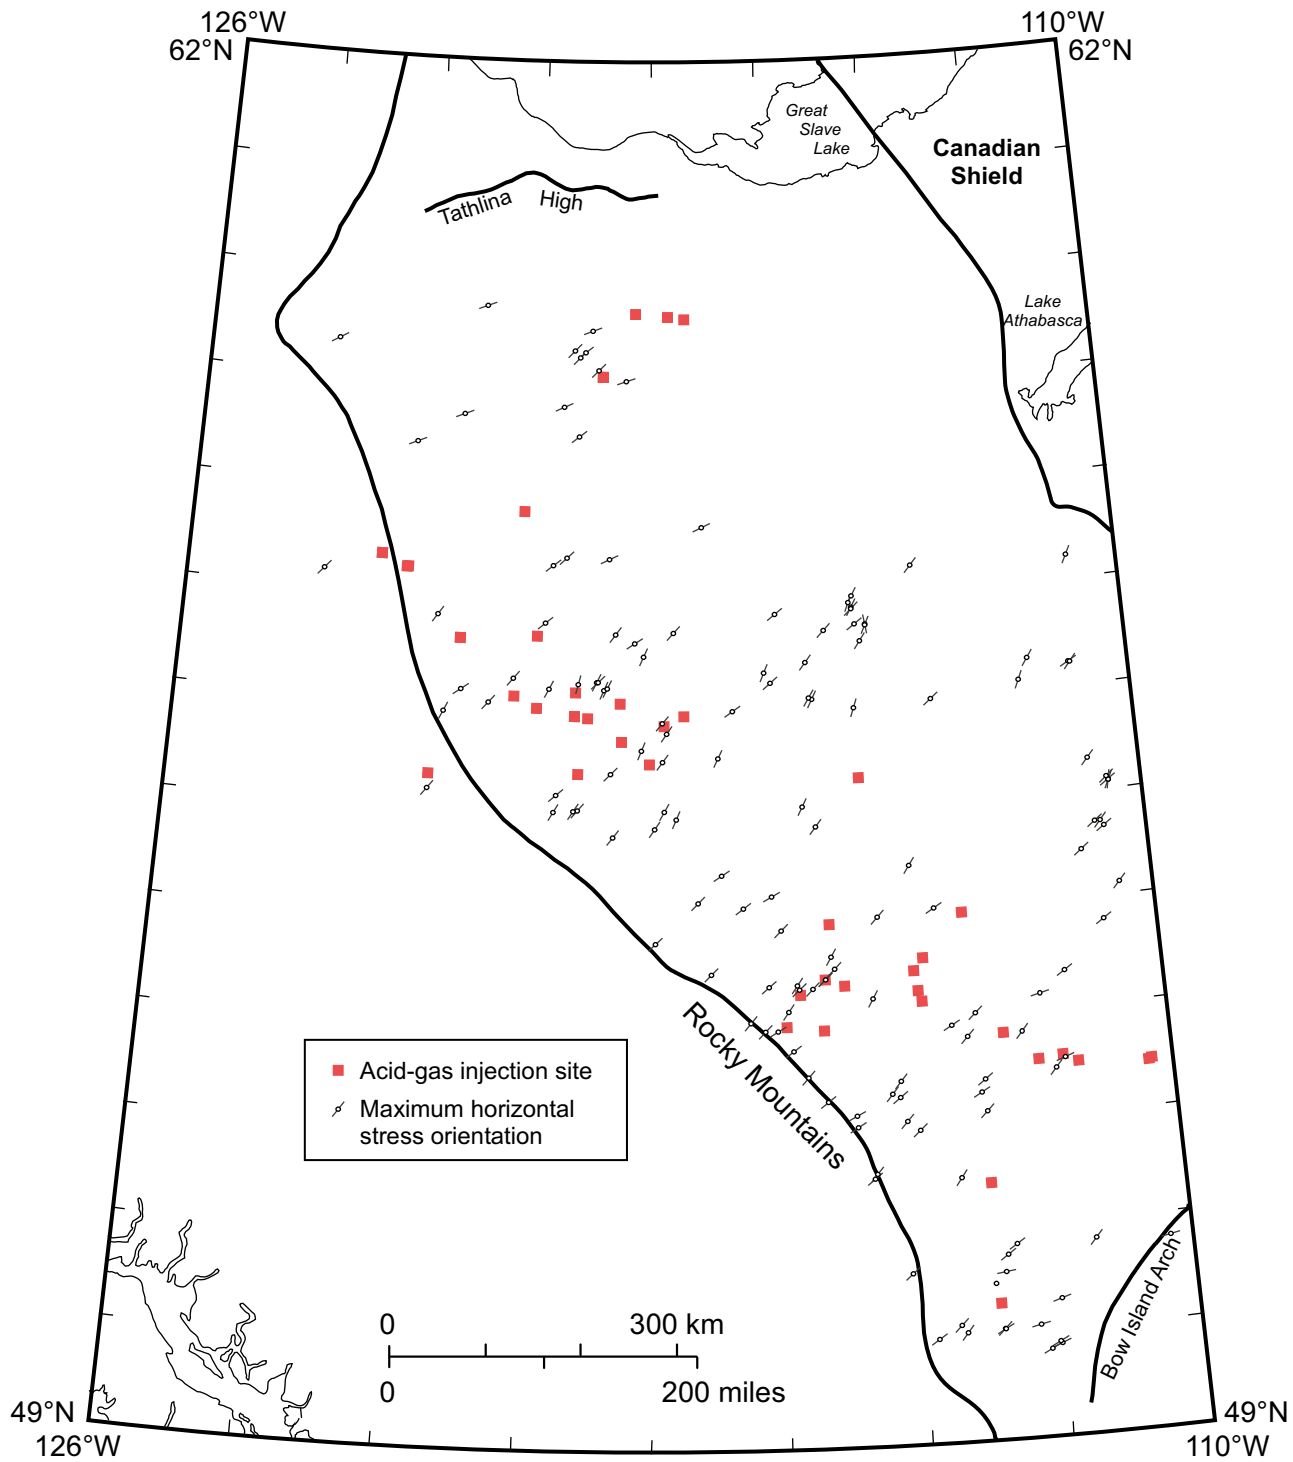 126°W
110°W
62°N
62°N
Great
Slave
Lake
Canadian
Shield
Tathlina High
Lake
Athabasca
Rocky Mountains
Acid-gas injection site
Maximum horizontal
stress orientation
Bow Island Arch
0
300 km
0
200 miles
49°N
49°N
126°W
110°W